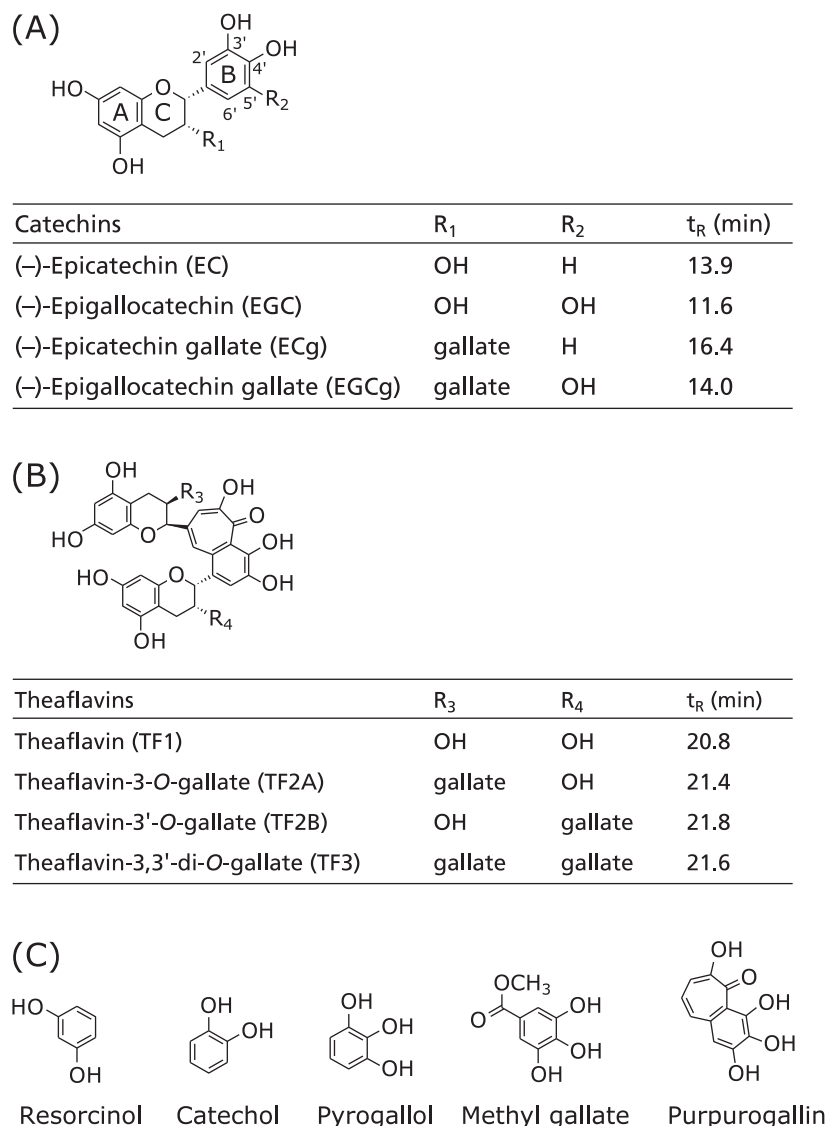 (A)
OH
3' OH
2' 4'
B
HO O 5' R2
A C 6'
R1
OH
Catechins R1 R2 tR (min)
(–)-Epicatechin (EC) OH H 13.9
(–)-Epigallocatechin (EGC) OH OH 11.6
(–)-Epicatechin gallate (ECg) gallate H 16.4
(–)-Epigallocatechin gallate (EGCg) gallate OH 14.0
(B)
OH R3 OH
O
HO O OH
HO O OH
R4
OH
Theaflavins R3 R4 tR (min)
Theaflavin (TF1) OH OH 20.8
Theaflavin-3-O-gallate (TF2A) gallate OH 21.4
Theaflavin-3'-O-gallate (TF2B) OH gallate 21.8
Theaflavin-3,3'-di-O-gallate (TF3) gallate gallate 21.6
(C)
HO OH
Resorcinol
OH OH
Catechol
OH OH OH
Pyrogallol
OCH3 O OH OH OH
Methyl gallate
OH O OH OH OH
Purpurogallin